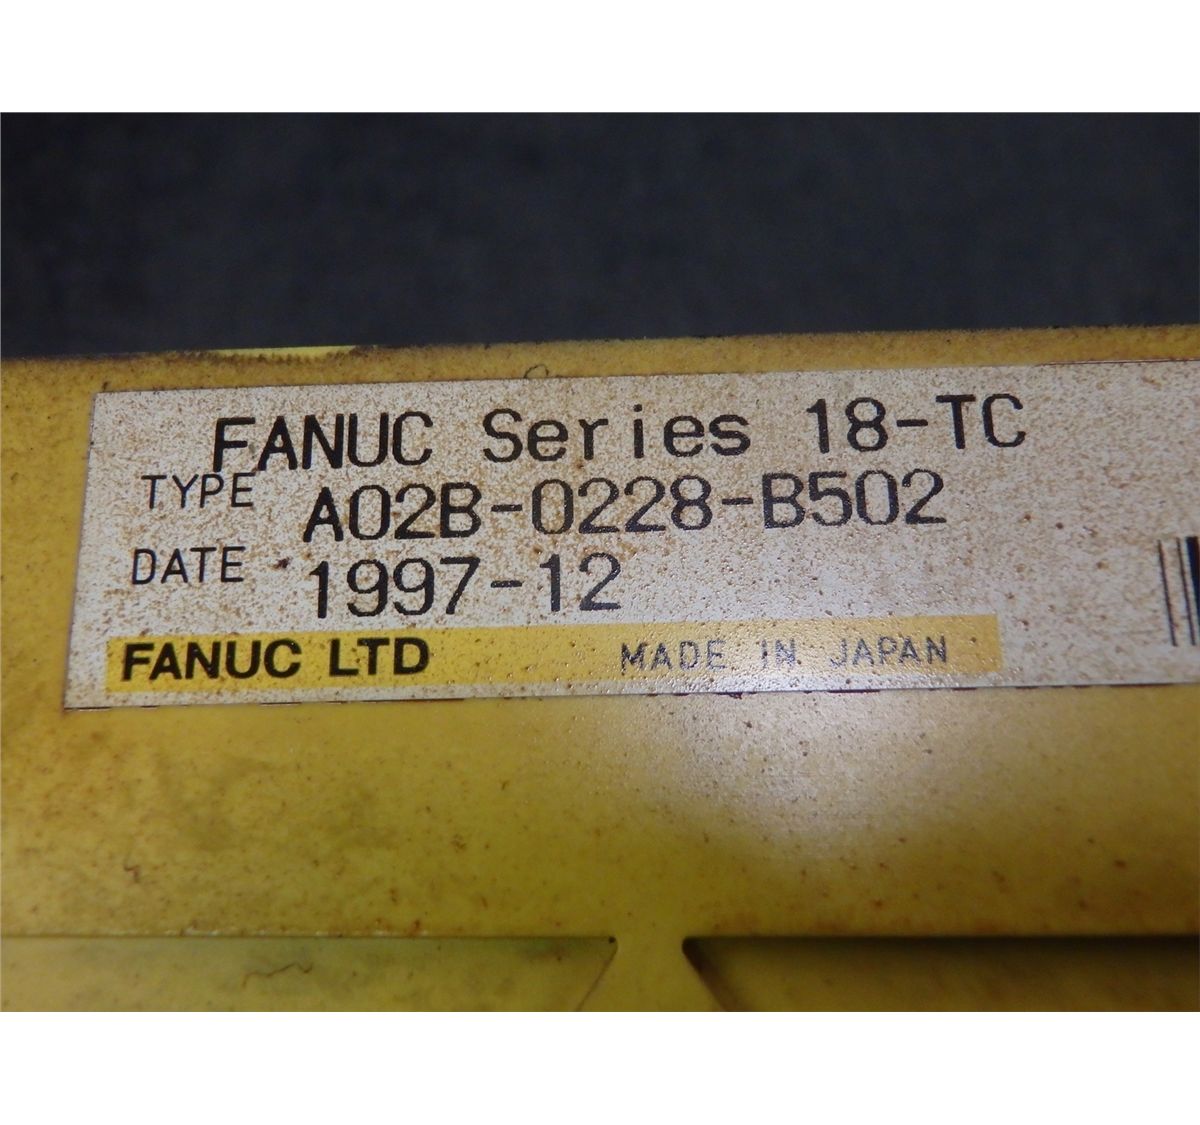 FANUC Series 18-TC
TYPE A02B-0228-B502
DATE 1997-12
FANUC LTD MADE IN JAPAN